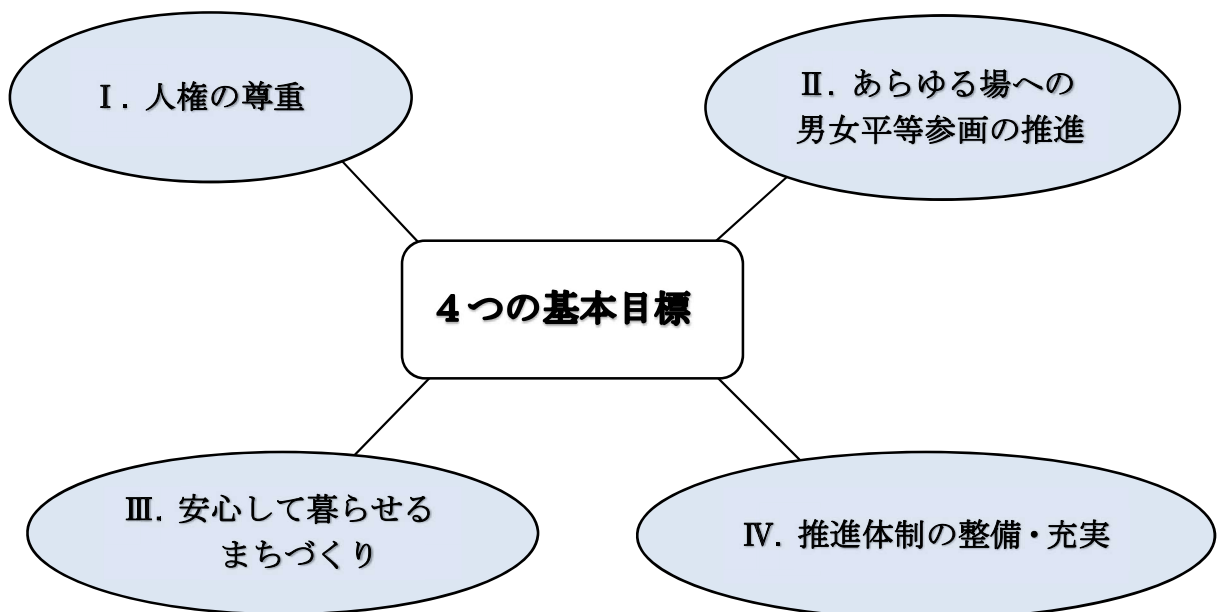 Ⅰ. 人権の尊重
Ⅱ. あらゆる場への
男女平等参画の推進
４つの基本目標
Ⅲ. 安心して暮らせる
まちづくり
Ⅳ. 推進体制の整備・充実